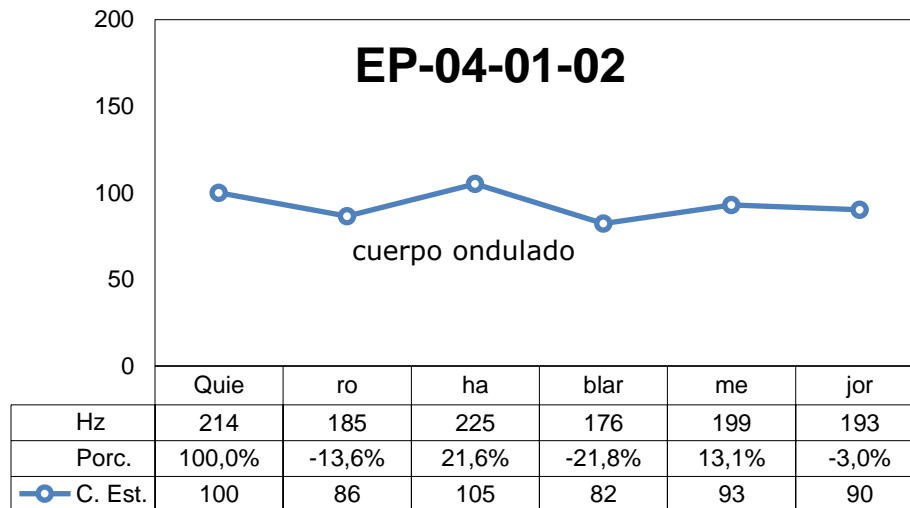 200
EP-04-01-02
150
100
cuerpo ondulado
50
0
Quie ro ha blar me jor
Hz 214 185 225 176 199 193
Porc. 100,0% -13,6% 21,6% -21,8% 13,1% -3,0%
C. Est. 100 86 105 82 93 90